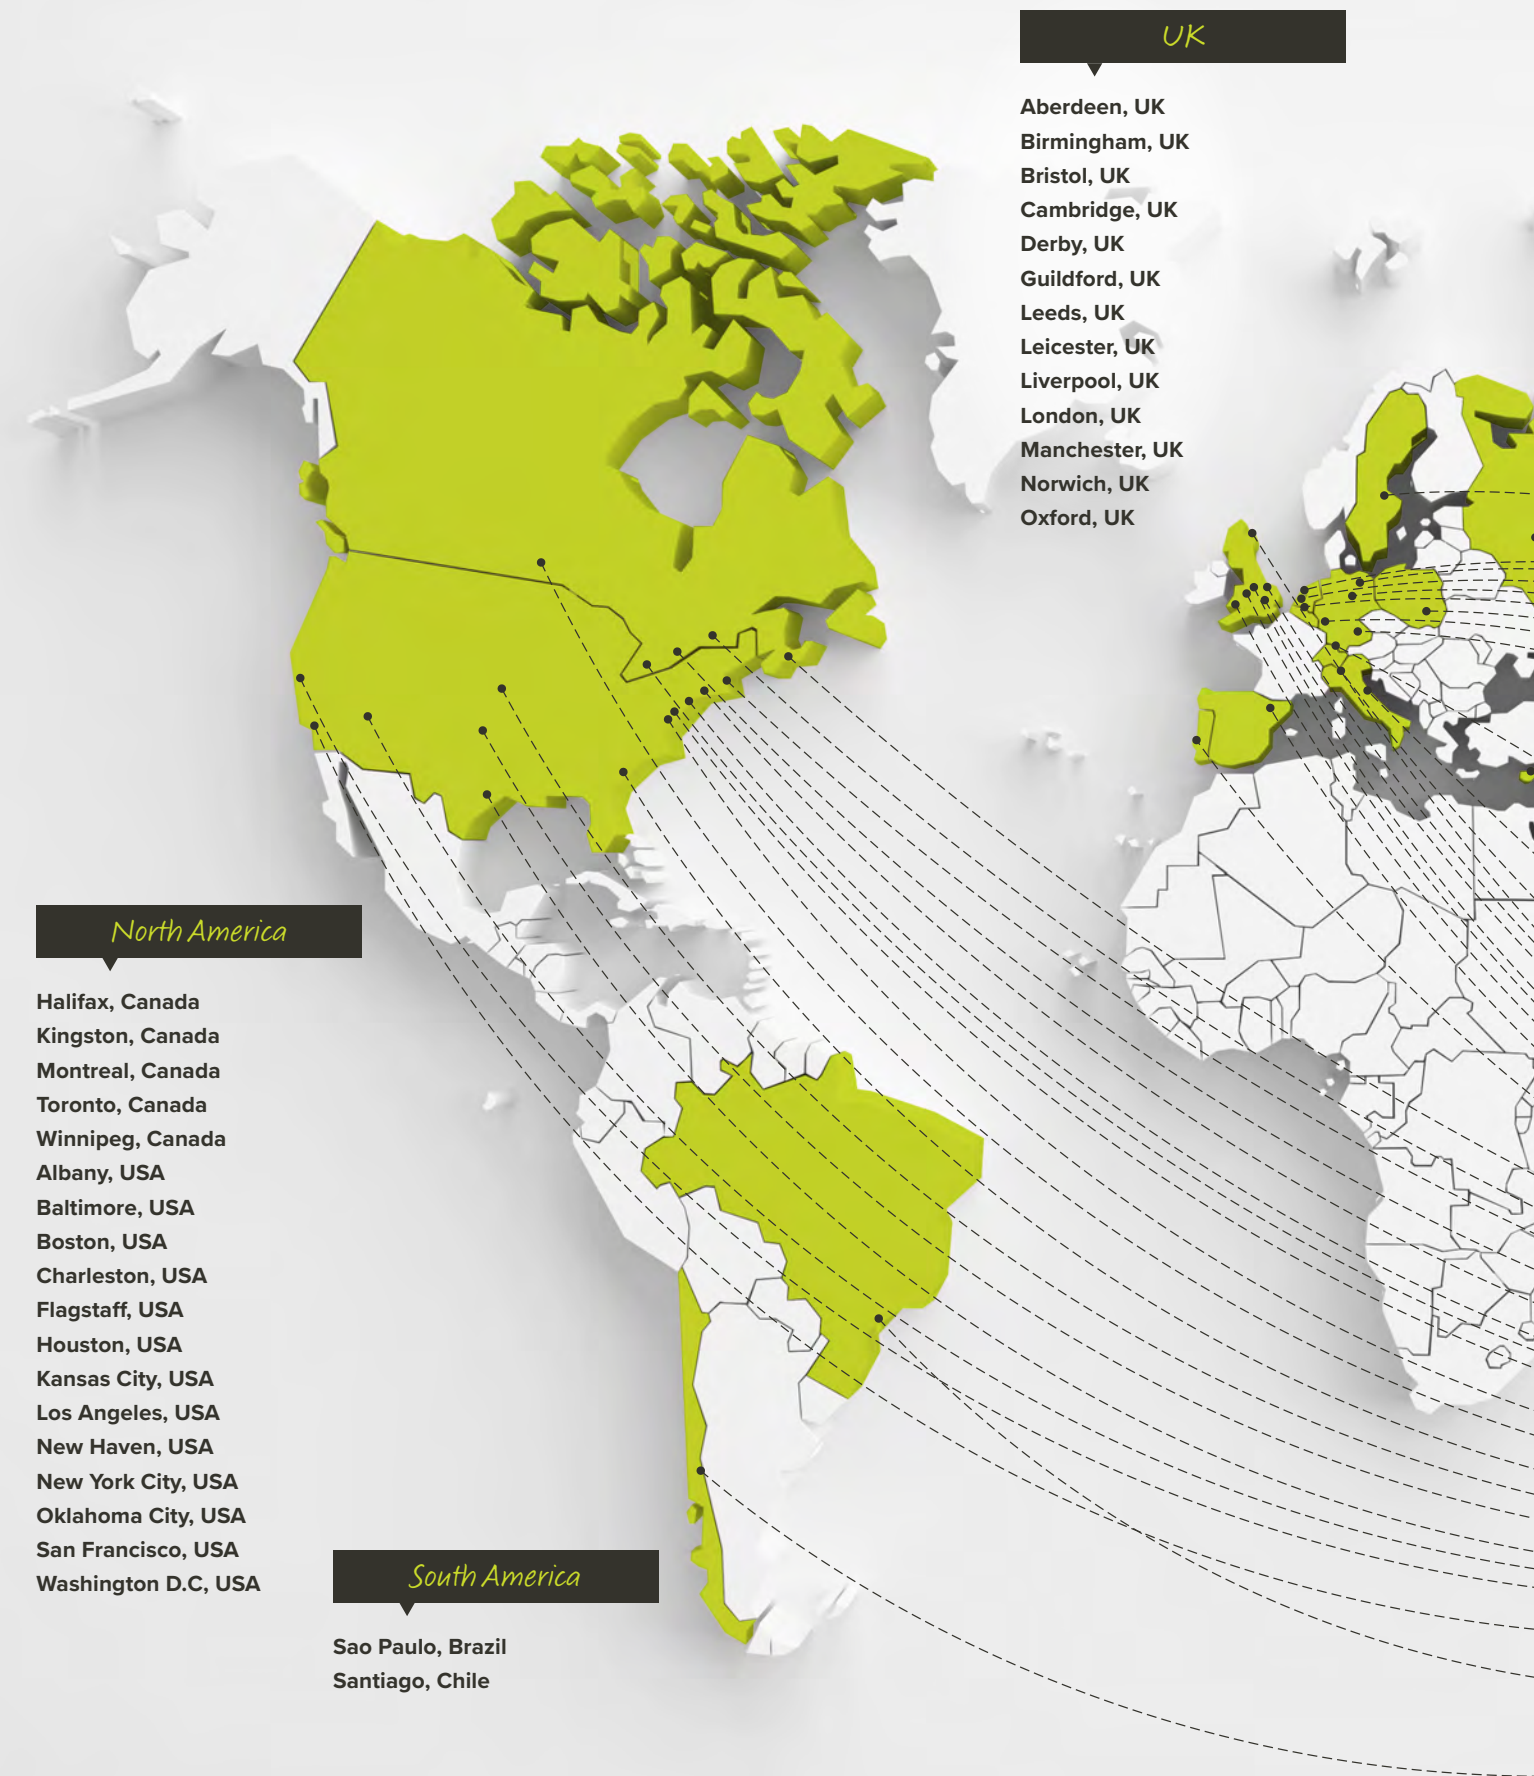 UK
Aberdeen, UK
Birmingham, UK
Bristol, UK
Cambridge, UK
Derby, UK
Guildford, UK
Leeds, UK
Leicester, UK
Liverpool, UK
London, UK
Manchester, UK
Norwich, UK
Oxford, UK
North America
Halifax, Canada
Kingston, Canada
Montreal, Canada
Toronto, Canada
Winnipeg, Canada
Albany, USA
Baltimore, USA
Boston, USA
Charleston, USA
Flagstaff, USA
Houston, USA
Kansas City, USA
Los Angeles, USA
New Haven, USA
New York City, USA
Oklahoma City, USA
San Francisco, USA
Washington D.C, USA
South America
Sao Paulo, Brazil
Santiago, Chile